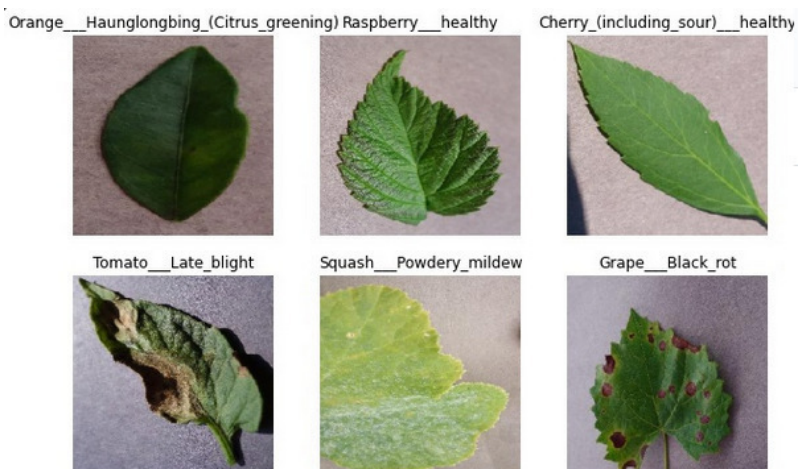 Orange___Haunglongbing_(Citrus_greening)
Raspberry___healthy
Cherry_(including_sour)___healthy
Tomato___Late_blight
Squash___Powdery_mildew
Grape___Black_rot